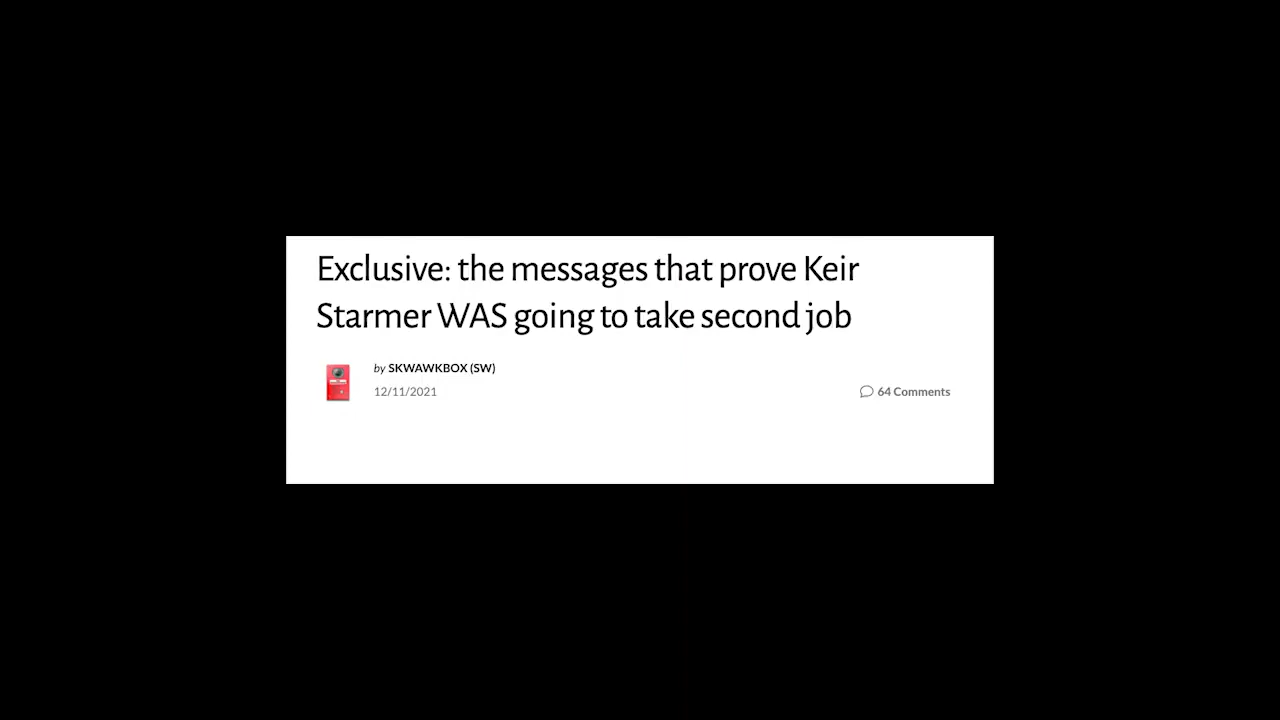 Exclusive: the messages that prove Keir
Starmer WAS going to take second job
by SKWAWKBOX (SW)
12/11/2021
64 Comments